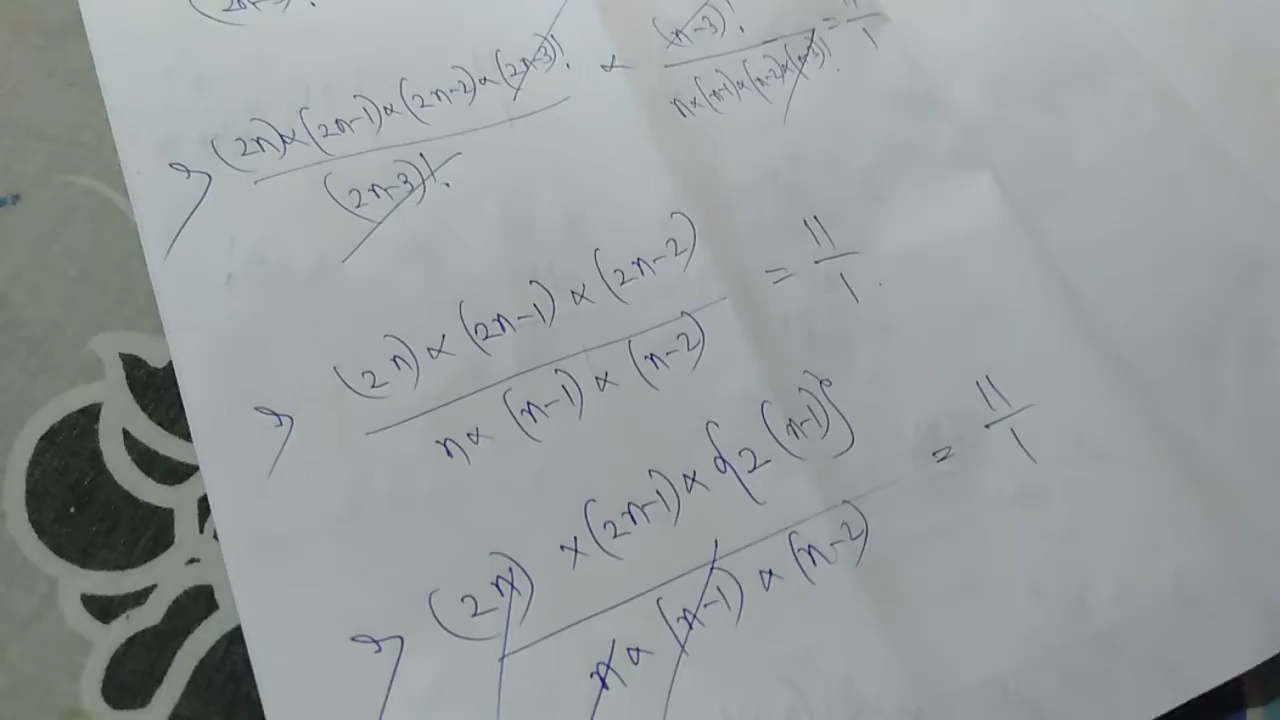 (2n)×(2n-1)×(2n-2)×(2n-3)! / (2n-3)! × (n-3)! / n×(n-1)×(n-2)×(n-3)! = 11/1
⇒ (2n)×(2n-1)×(2n-2) / n×(n-1)×(n-2) = 11/1
⇒ (2n)×(2n-1)×{2(n-1)} / n×(n-1)×(n-2) = 11/1